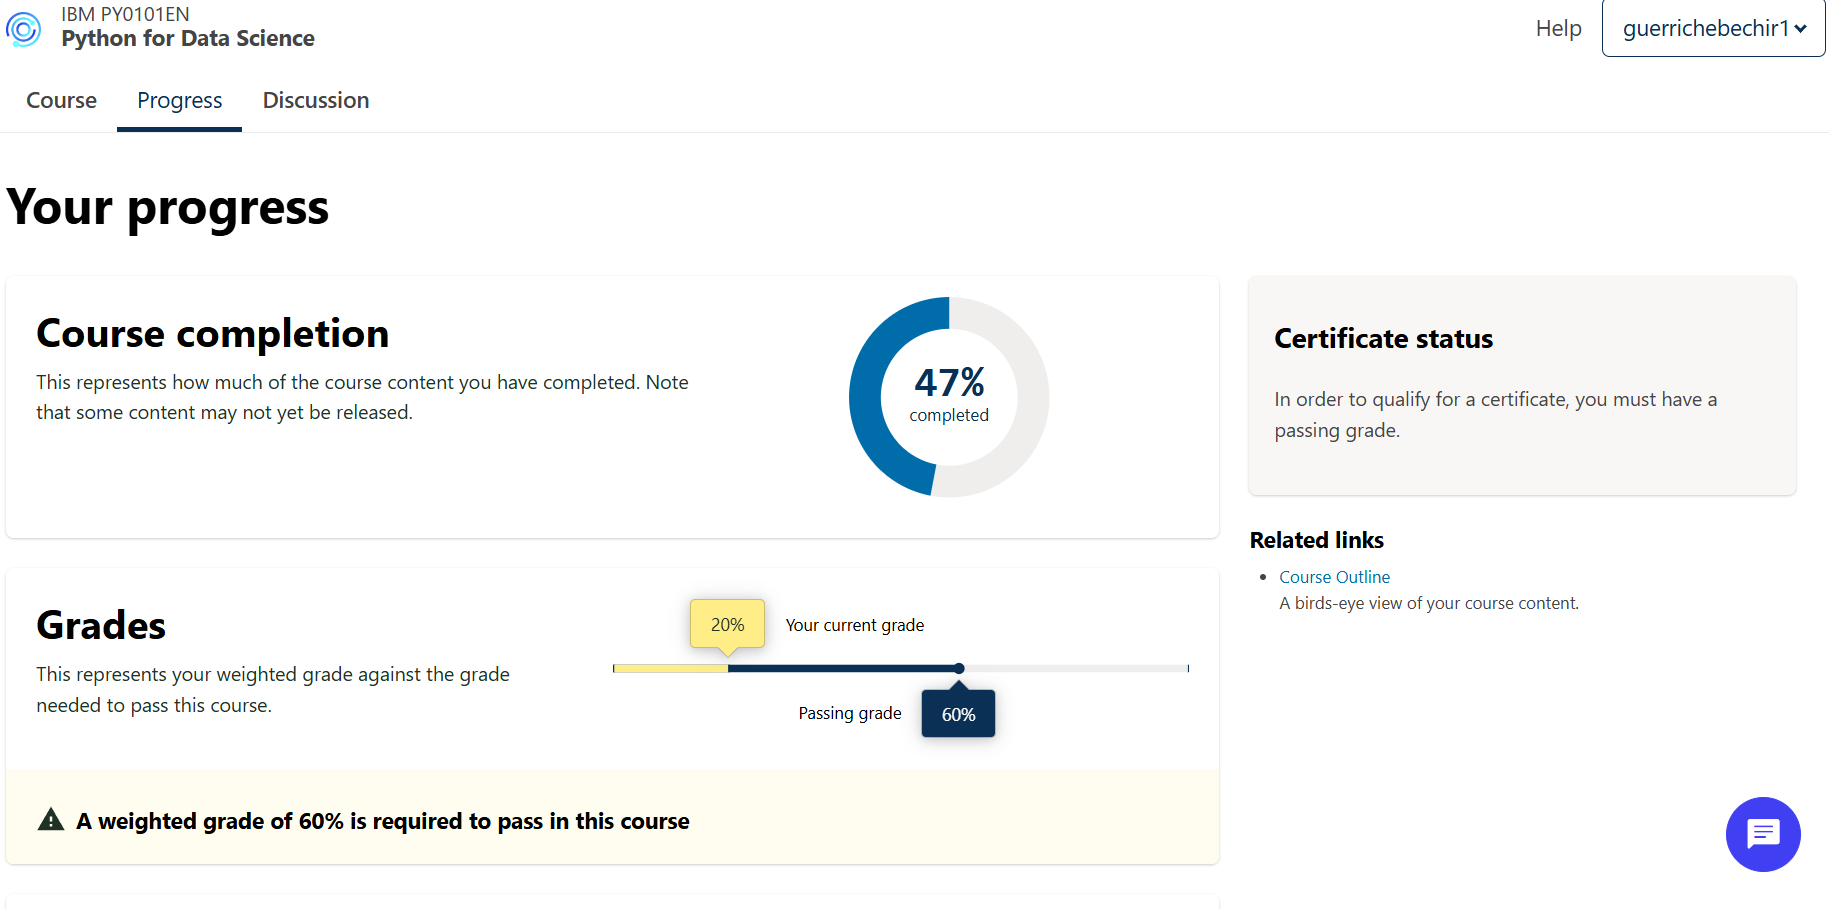 IBM PY0101EN
Python for Data Science
Help
guerrichebechir1
Course
Progress
Discussion
Your progress
Course completion
This represents how much of the course content you have completed. Note
that some content may not yet be released.
47%
completed
Certificate status
In order to qualify for a certificate, you must have a
passing grade.
Related links
Course Outline
A birds-eye view of your course content.
Grades
This represents your weighted grade against the grade
needed to pass this course.
20%
Your current grade
Passing grade
60%
A weighted grade of 60% is required to pass in this course